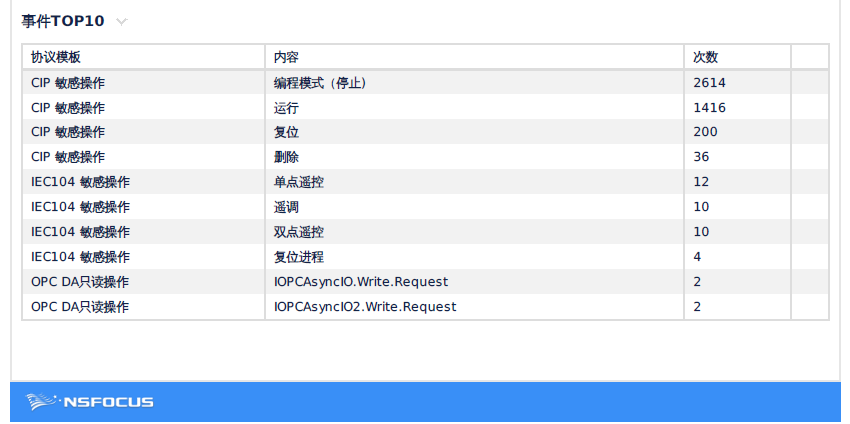 事件TOP10
协议模板 内容 次数
CIP 敏感操作 编程模式（停止） 2614
CIP 敏感操作 运行 1416
CIP 敏感操作 复位 200
CIP 敏感操作 删除 36
IEC104 敏感操作 单点遥控 12
IEC104 敏感操作 遥调 10
IEC104 敏感操作 双点遥控 10
IEC104 敏感操作 复位进程 4
OPC DA只读操作 IOPCAsyncIO.Write.Request 2
OPC DA只读操作 IOPCAsyncIO2.Write.Request 2
NSFOCUS